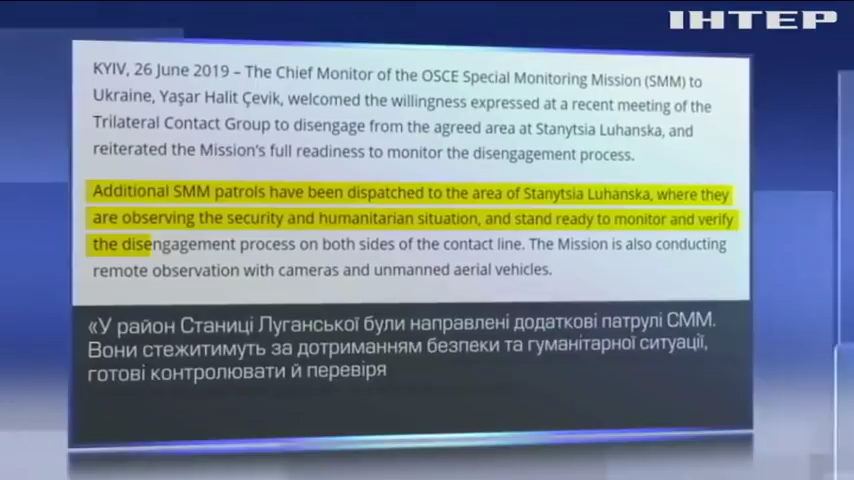 ІНТЕР
KYIV, 26 June 2019 – The Chief Monitor of the OSCE Special Monitoring Mission (SMM) to
Ukraine, Yaşar Halit Çevik, welcomed the willingness expressed at a recent meeting of the
Trilateral Contact Group to disengage from the agreed area at Stanytsia Luhanska, and
reiterated the Mission's full readiness to monitor the disengagement process.
Additional SMM patrols have been dispatched to the area of Stanytsia Luhanska, where they
are observing the security and humanitarian situation, and stand ready to monitor and verify
the disengagement process on both sides of the contact line. The Mission is also conducting
remote observation with cameras and unmanned aerial vehicles.
«У район Станиці Луганської були направлені додаткові патрулі СММ.
Вони стежитимуть за дотриманням безпеки та гуманітарної ситуації,
готові контролювати й перевіря